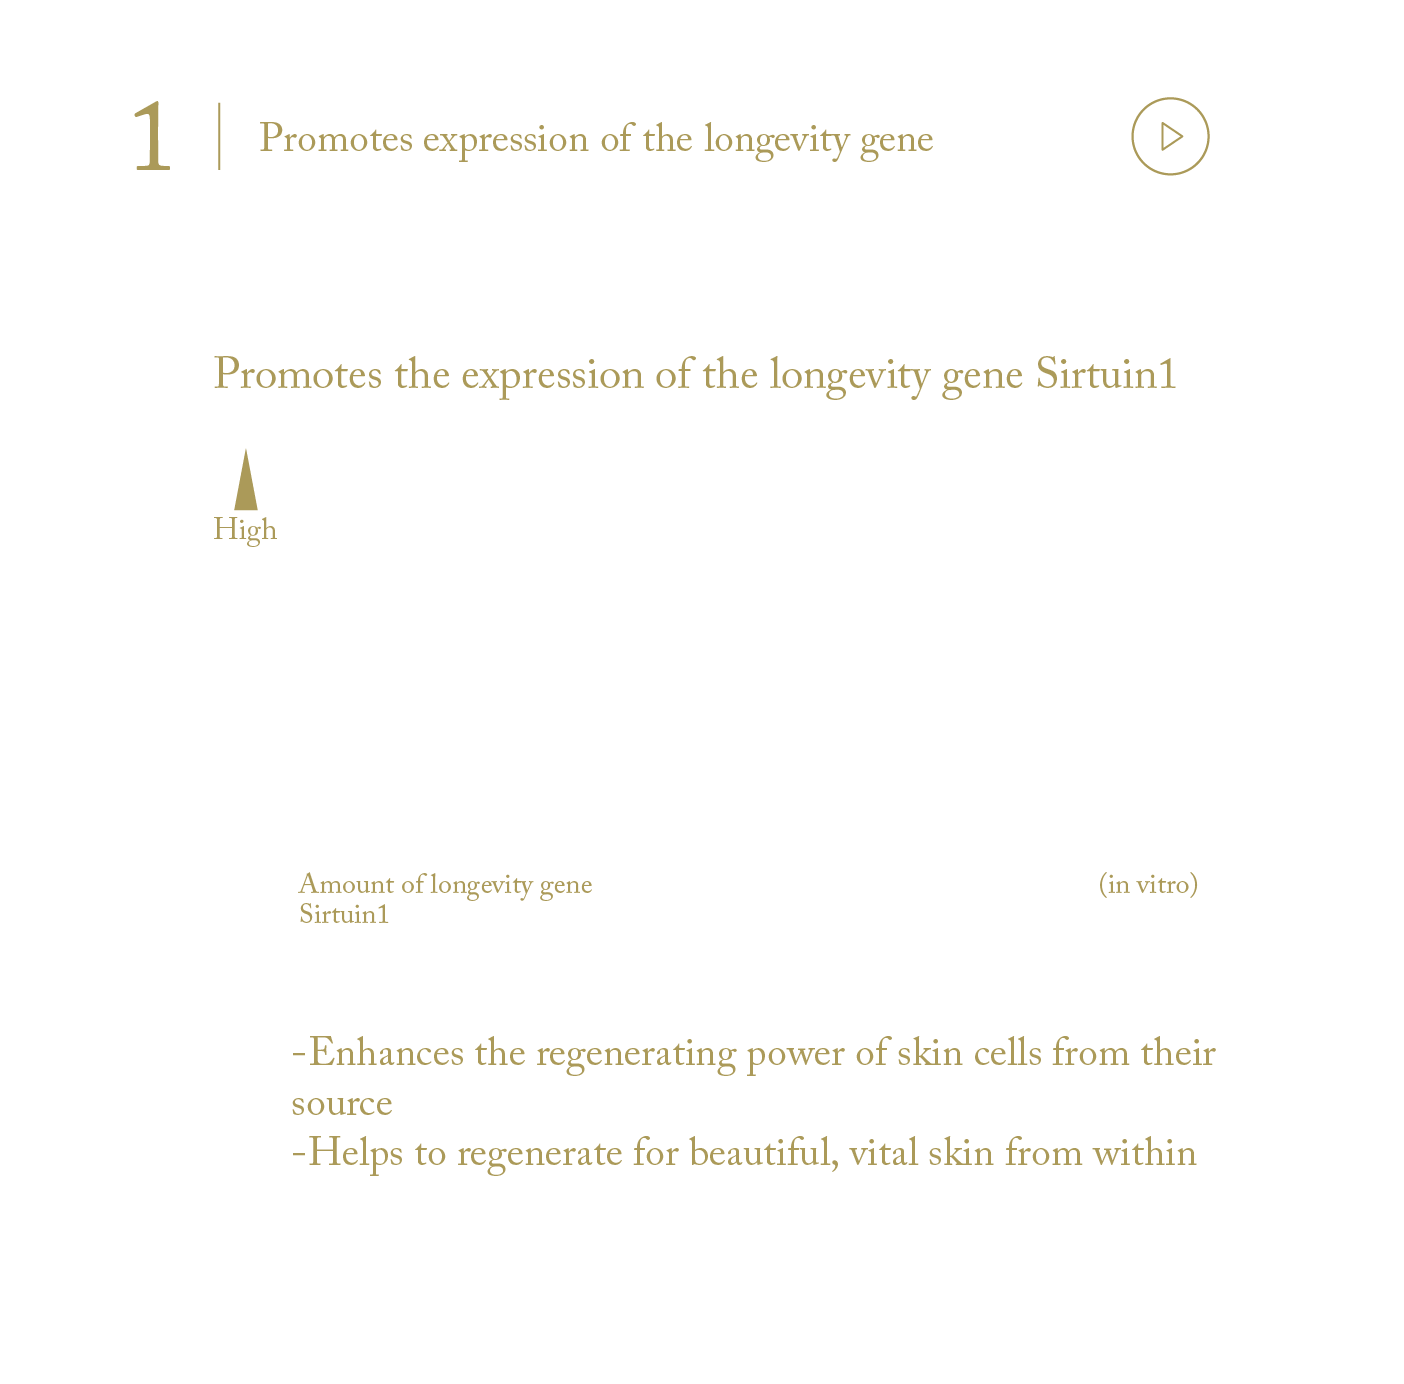 1
Promotes expression of the longevity gene
Promotes the expression of the longevity gene Sirtuin1
High
Amount of longevity gene
Sirtuin1
(in vitro)
-Enhances the regenerating power of skin cells from their
source
-Helps to regenerate for beautiful, vital skin from within